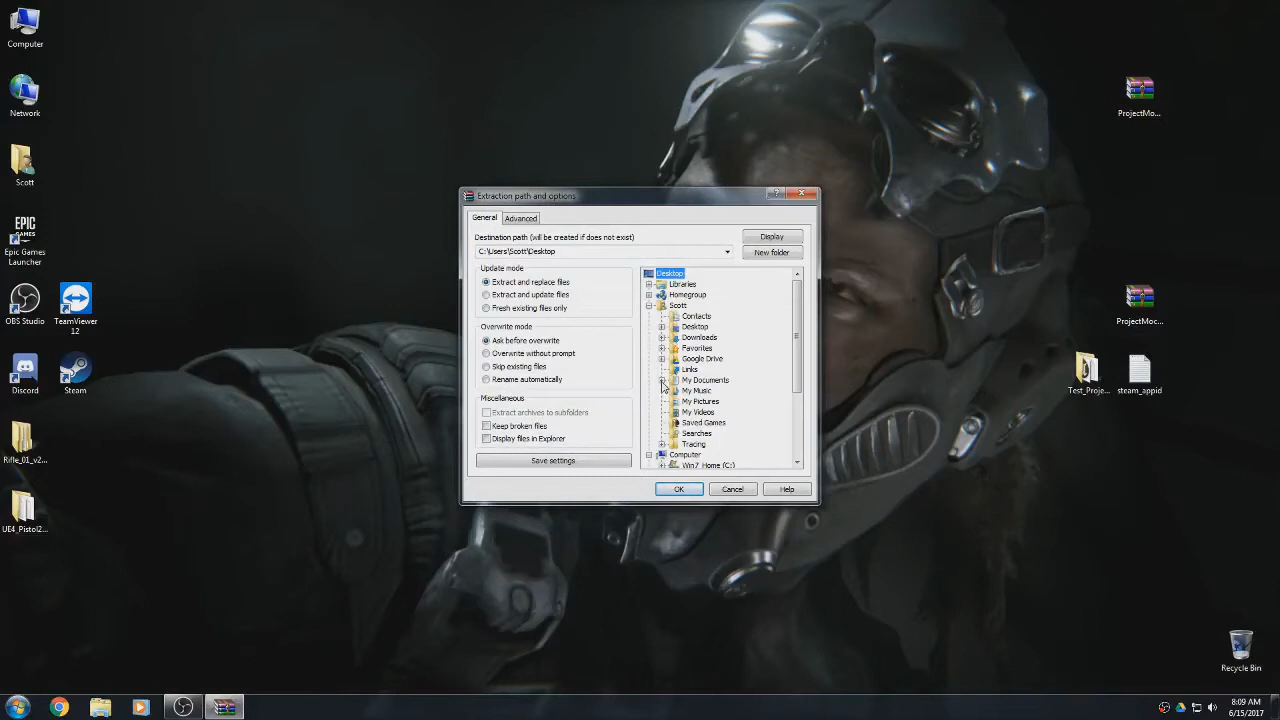 Computer
Network
Scott
EPIC
GAMES
Epic Games
Launcher
OBS Studio
TeamViewer
12
Discord
Steam
Rifle_01_v2...
UE4_Pistol2...
ProjectMo...
ProjectMoc...
Test_Proje...
steam_appid
Recycle Bin
Extraction path and options
General
Advanced
Destination path (will be created if does not exist)
C:\Users\Scott\Desktop
Display
New folder
Update mode
Extract and replace files
Extract and update files
Fresh existing files only
Overwrite mode
Ask before overwrite
Overwrite without prompt
Skip existing files
Rename automatically
Miscellaneous
Extract archives to subfolders
Keep broken files
Display files in Explorer
Save settings
Desktop
Libraries
Homegroup
Scott
Contacts
Desktop
Downloads
Favorites
Google Drive
Links
My Documents
My Music
My Pictures
My Videos
Saved Games
Searches
Tracing
Computer
Win7_Home (C:)
OK
Cancel
Help
8:09 AM
6/15/2017